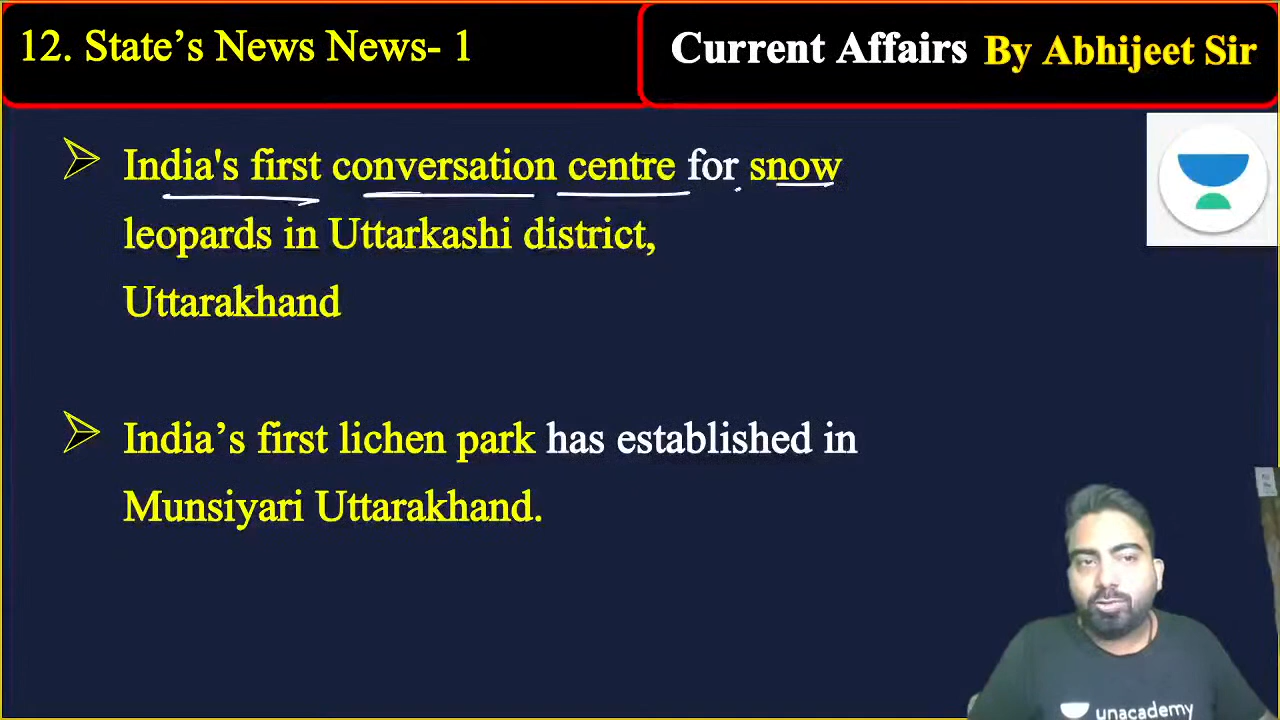 12. State’s News News- 1
Current Affairs By Abhijeet Sir
India's first conversation centre for snow
leopards in Uttarkashi district,
Uttarakhand
India’s first lichen park has established in
Munsiyari Uttarakhand.
unacademy